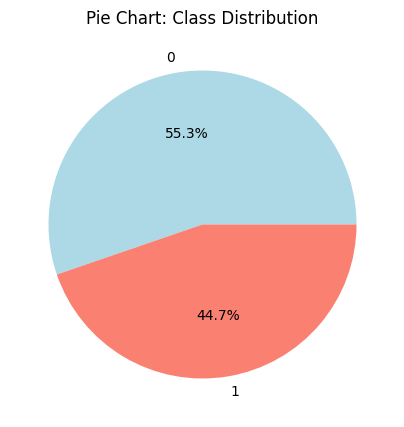 Pie Chart: Class Distribution
0
55.3%
44.7%
1